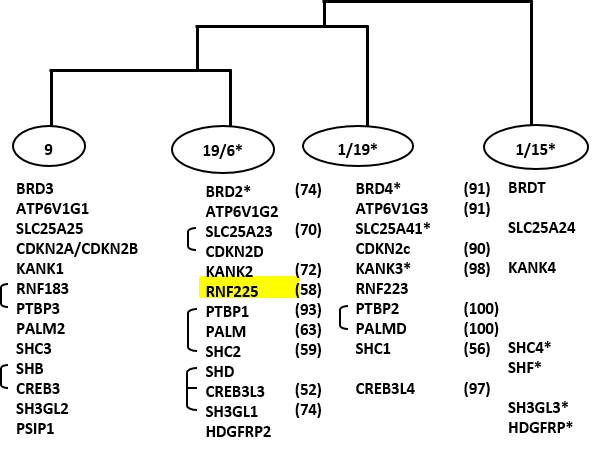 9 19/6* 1/19* 1/15*
BRD3 BRD2* (74) BRD4* (91) BRDT
ATP6V1G1 ATP6V1G2 ATP6V1G3 (91)
SLC25A25 SLC25A23 (70) SLC25A41* SLC25A24
CDKN2A/CDKN2B CDKN2D CDKN2c (90)
KANK1 KANK2 (72) KANK3* (98) KANK4
RNF183 RNF225 (58) RNF223
PTBP3 PTBP1 (93) PTBP2 (100)
PALM2 PALM (63) PALMD (100)
SHC3 SHC2 (59) SHC1 (56) SHC4*
SHB SHD SHF*
CREB3 CREB3L3 (52) CREB3L4 (97)
SH3GL2 SH3GL1 (74) SH3GL3*
PSIP1 HDGFRP2 HDGFRP*